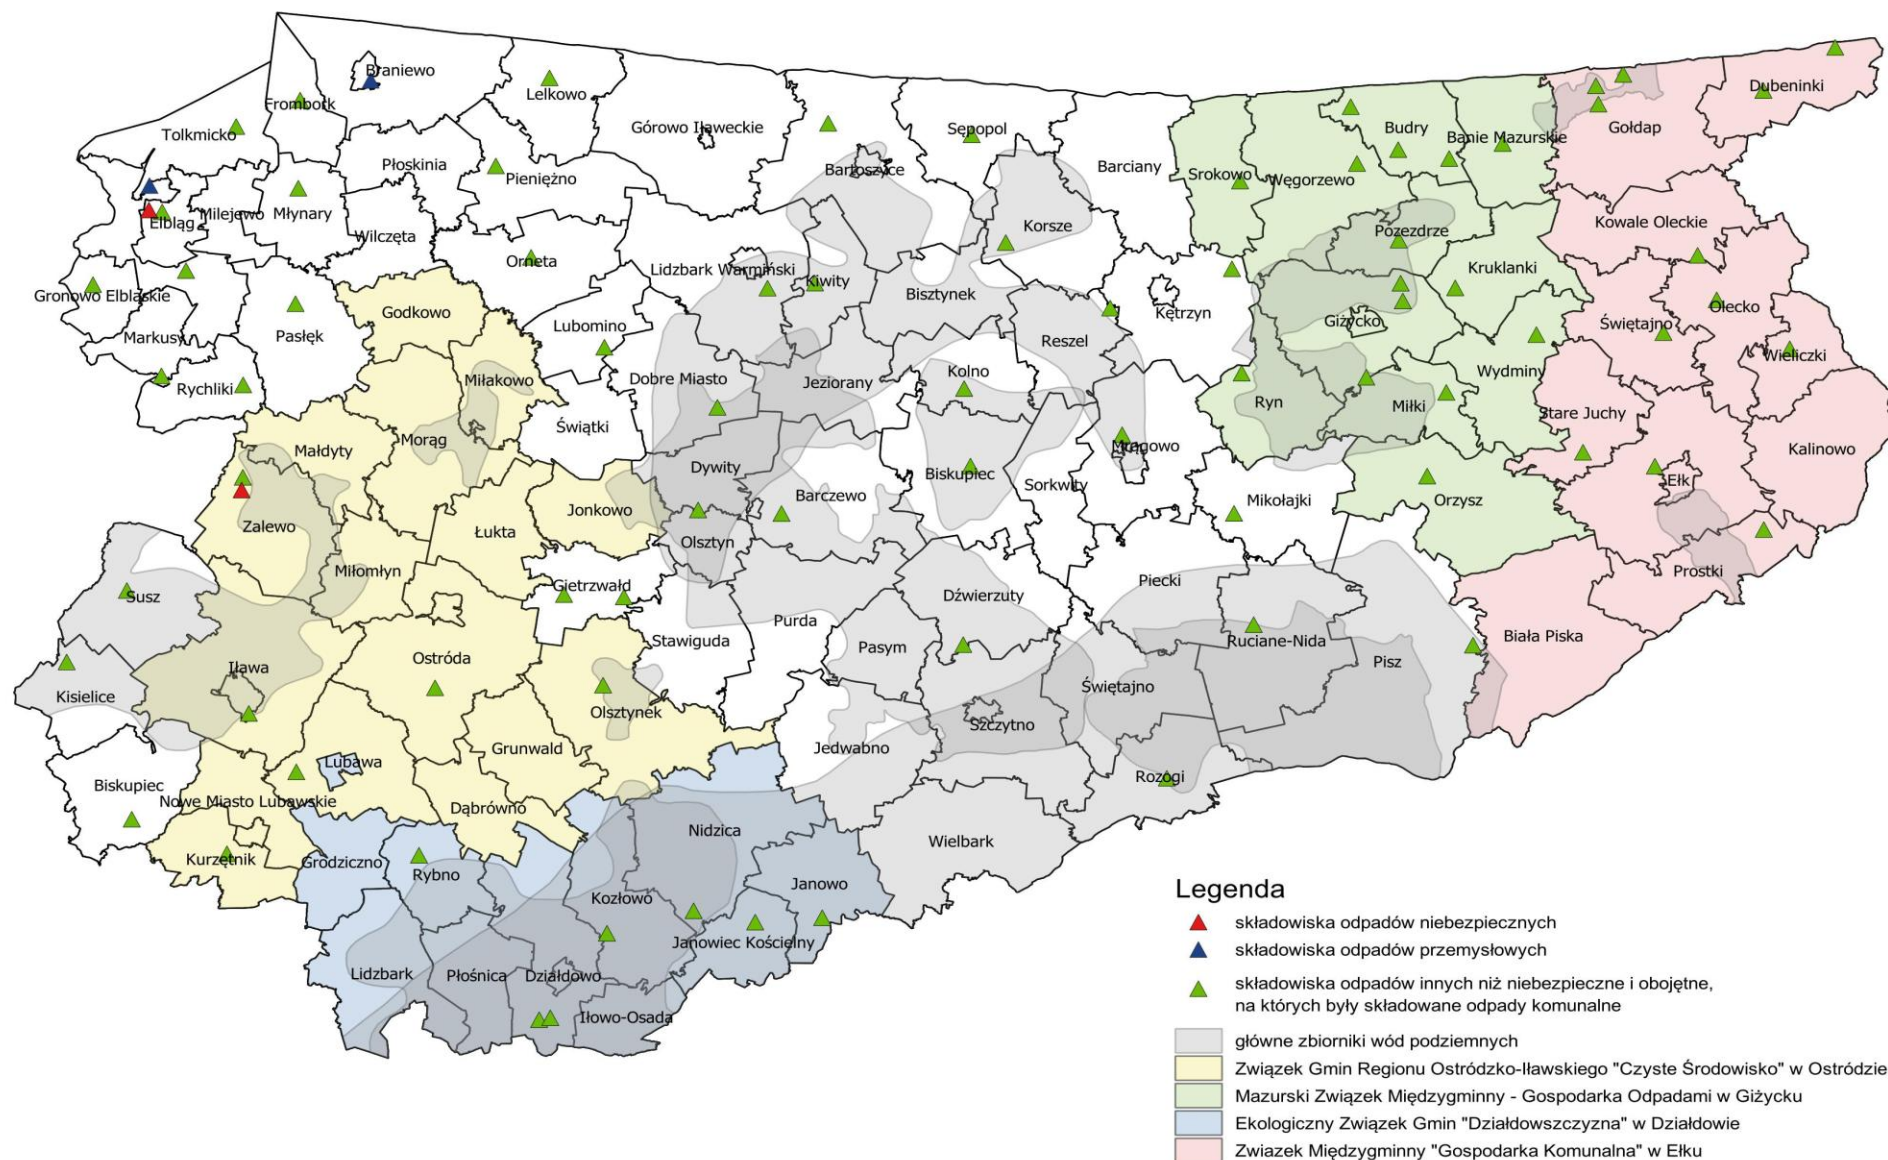 Braniewo
Lelkowo
Frombork
Tolkmicko
Górowo Iławeckie
Sępopol
Barciany
Budry
Banie Mazurskie
Dubeninki
Gołdap
Płoskinia
Pieniężno
Bartoszyce
Srokowo
Węgorzewo
Elbląg
Milejewo
Młynary
Wilczęta
Korsze
Pozezdrze
Kowale Oleckie
Orneta
Lidzbark Warmiński
Kiwity
Bisztynek
Kruklanki
Gronowo Elbląskie
Godkowo
Lubomino
Kętrzyn
Giżycko
Olecko
Markusy
Pasłęk
Reszel
Świętajno
Wieliczki
Rychliki
Miłakowo
Dobre Miasto
Jeziorany
Kolno
Wydminy
Ryn
Miłki
Stare Juchy
Świątki
Małdyty
Morąg
Mrągowo
Kalinowo
Dywity
Biskupiec
Sorkwity
Ełk
Barczewo
Mikołajki
Orzysz
Zalewo
Łukta
Jonkowo
Olsztyn
Miłomłyn
Gietrzwałd
Piecki
Prostki
Susz
Dźwierzuty
Stawiguda
Purda
Ruciane-Nida
Biała Piska
Pasym
Ostróda
Iława
Pisz
Kisielice
Świętajno
Olsztynek
Szczytno
Grunwald
Jedwabno
Lubawa
Rozogi
Biskupiec
Nowe Miasto Lubawskie
Dąbrówno
Nidzica
Wielbark
Kurzętnik
Grodziczno
Rybno
Janowo
Kozłowo
Janowiec Kościelny
Lidzbark
Płośnica
Działdowo
Iłowo-Osada
Legenda
składowiska odpadów niebezpiecznych
składowiska odpadów przemysłowych
składowiska odpadów innych niż niebezpieczne i obojętne,
na których były składowane odpady komunalne
główne zbiorniki wód podziemnych
Związek Gmin Regionu Ostródzko-Iławskiego "Czyste Środowisko" w Ostródzie
Mazurski Związek Międzygminny - Gospodarka Odpadami w Giżycku
Ekologiczny Związek Gmin "Działdowszczyzna" w Działdowie
Zwiazek Międzygminny "Gospodarka Komunalna" w Ełku